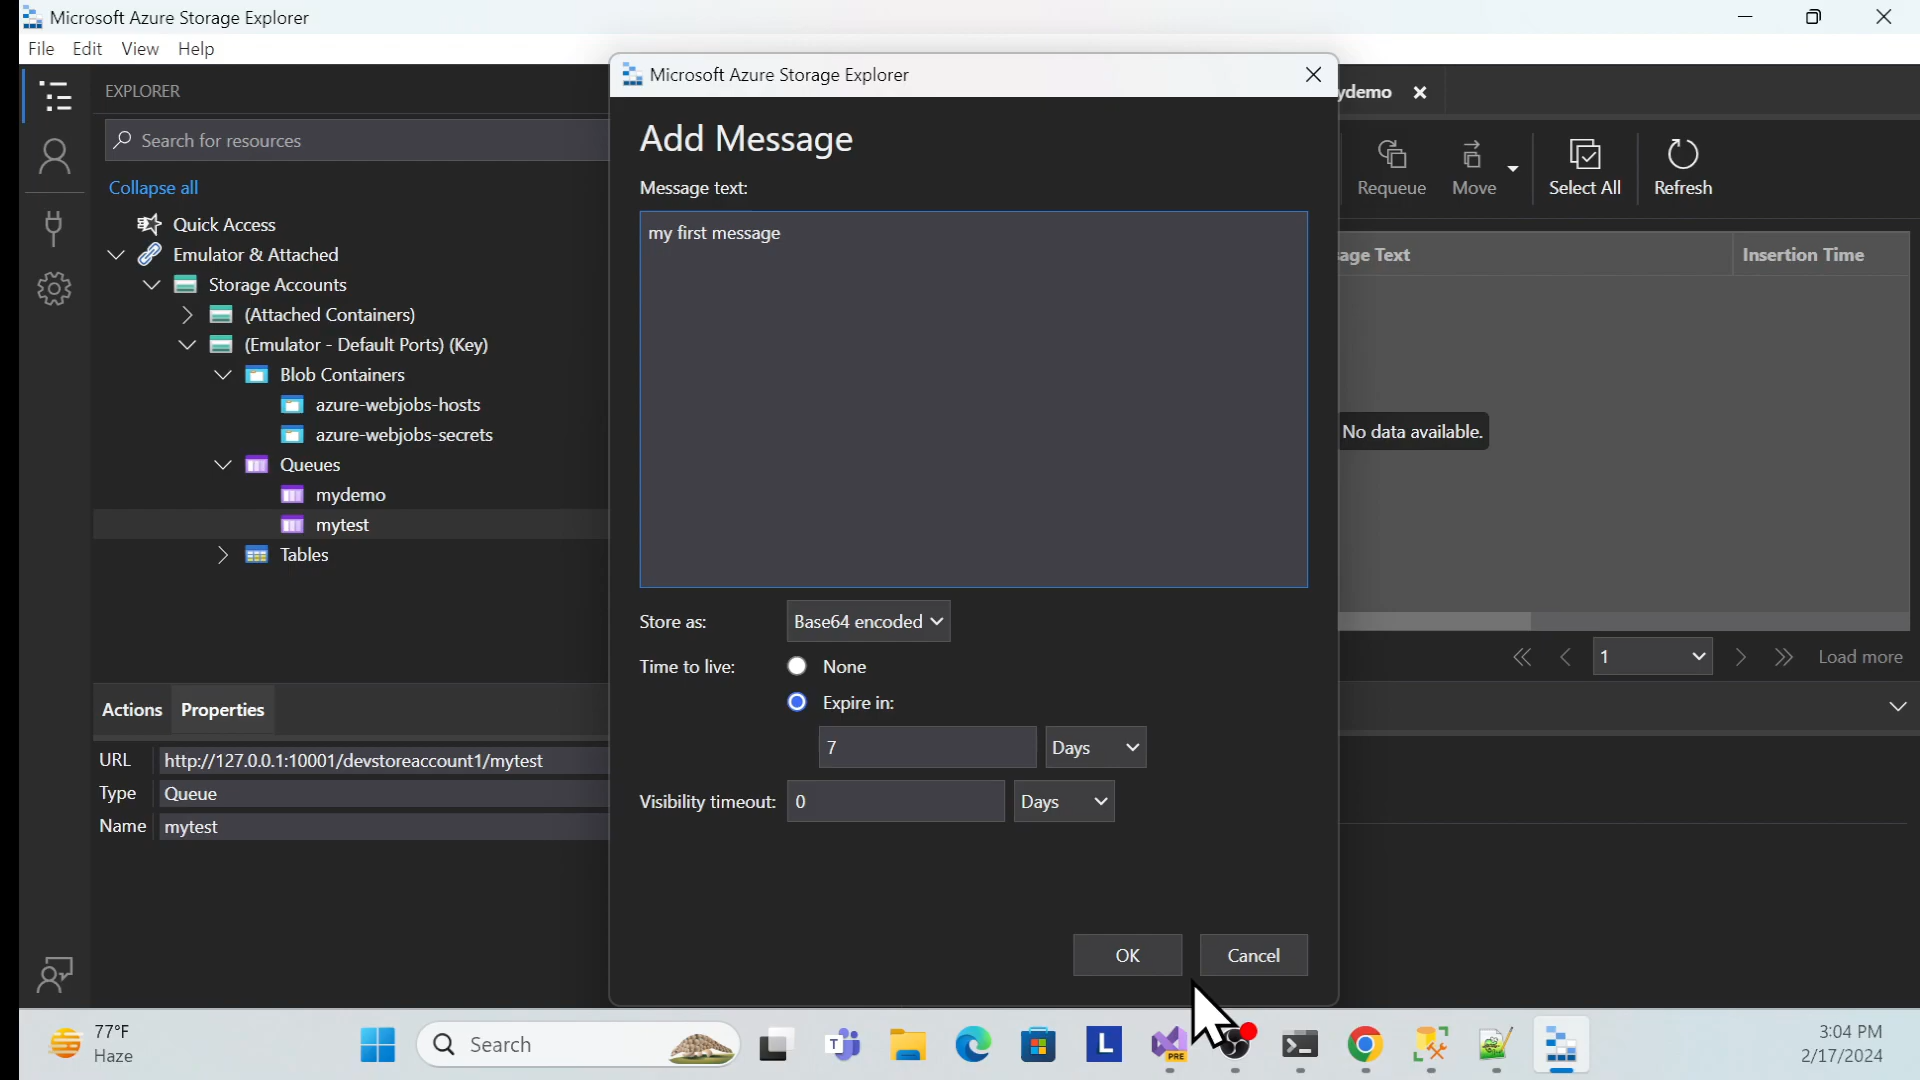 Microsoft Azure Storage Explorer
File Edit View Help
EXPLORER
Search for resources
Collapse all
Quick Access
Emulator & Attached
Storage Accounts
(Attached Containers)
(Emulator - Default Ports) (Key)
Blob Containers
azure-webjobs-hosts
azure-webjobs-secrets
Queues
mydemo
mytest
Tables
Actions Properties
URL http://127.0.0.1:10001/devstoreaccount1/mytest
Type Queue
Name mytest
Microsoft Azure Storage Explorer
Add Message
Message text:
my first message
Store as: Base64 encoded
Time to live: None
Expire in:
7 Days
Visibility timeout: 0 Days
OK Cancel
ydemo
Requeue Move Select All Refresh
age Text Insertion Time
No data available.
1 Load more
77°F
Haze
Search
T
L
PRE
3:04 PM
2/17/2024